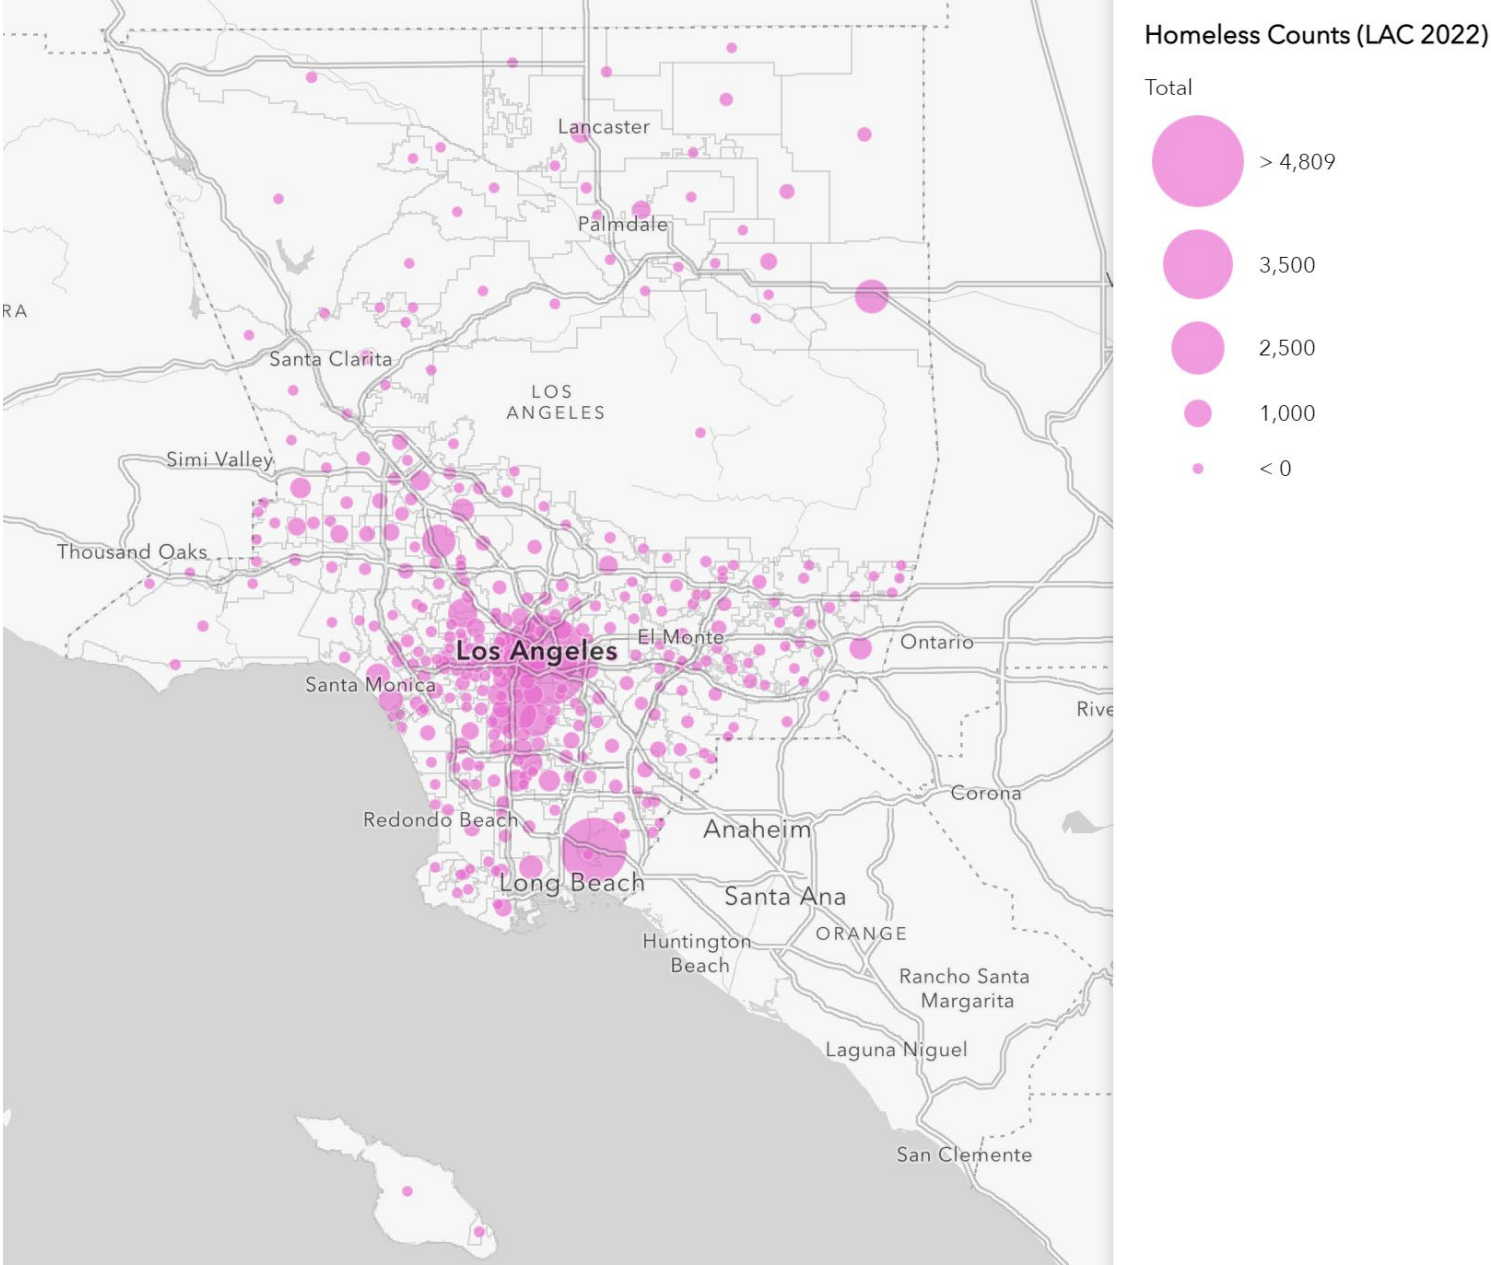 Homeless Counts (LAC 2022)
Total
> 4,809
3,500
2,500
1,000
< 0
Lancaster
Palmdale
RA
Santa Clarita
LOS
ANGELES
Simi Valley
Thousand Oaks
El Monte
Ontario
Los Angeles
Santa Monica
Rive
Corona
Redondo Beach
Anaheim
Long Beach
Santa Ana
ORANGE
Huntington
Beach
Rancho Santa
Margarita
Laguna Niguel
San Clemente